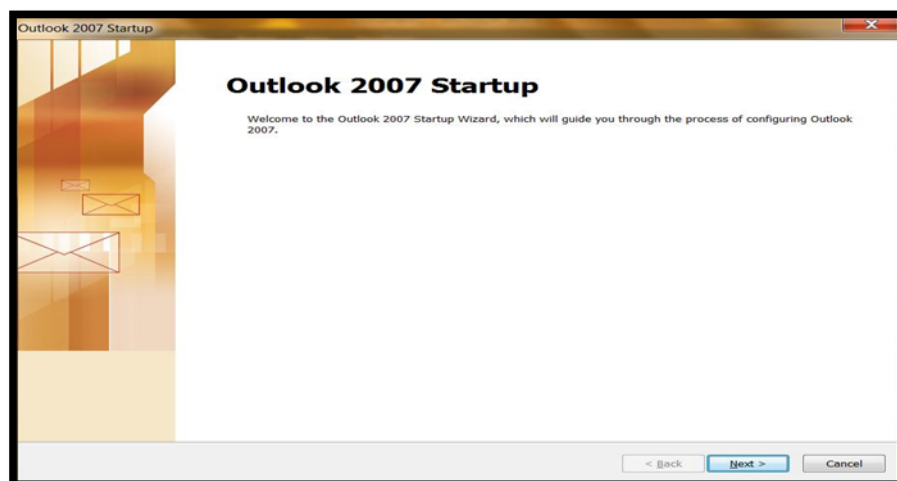 Outlook 2007 Startup
Outlook 2007 Startup
Welcome to the Outlook 2007 Startup Wizard, which will guide you through the process of configuring Outlook
2007.
< Back
Next >
Cancel